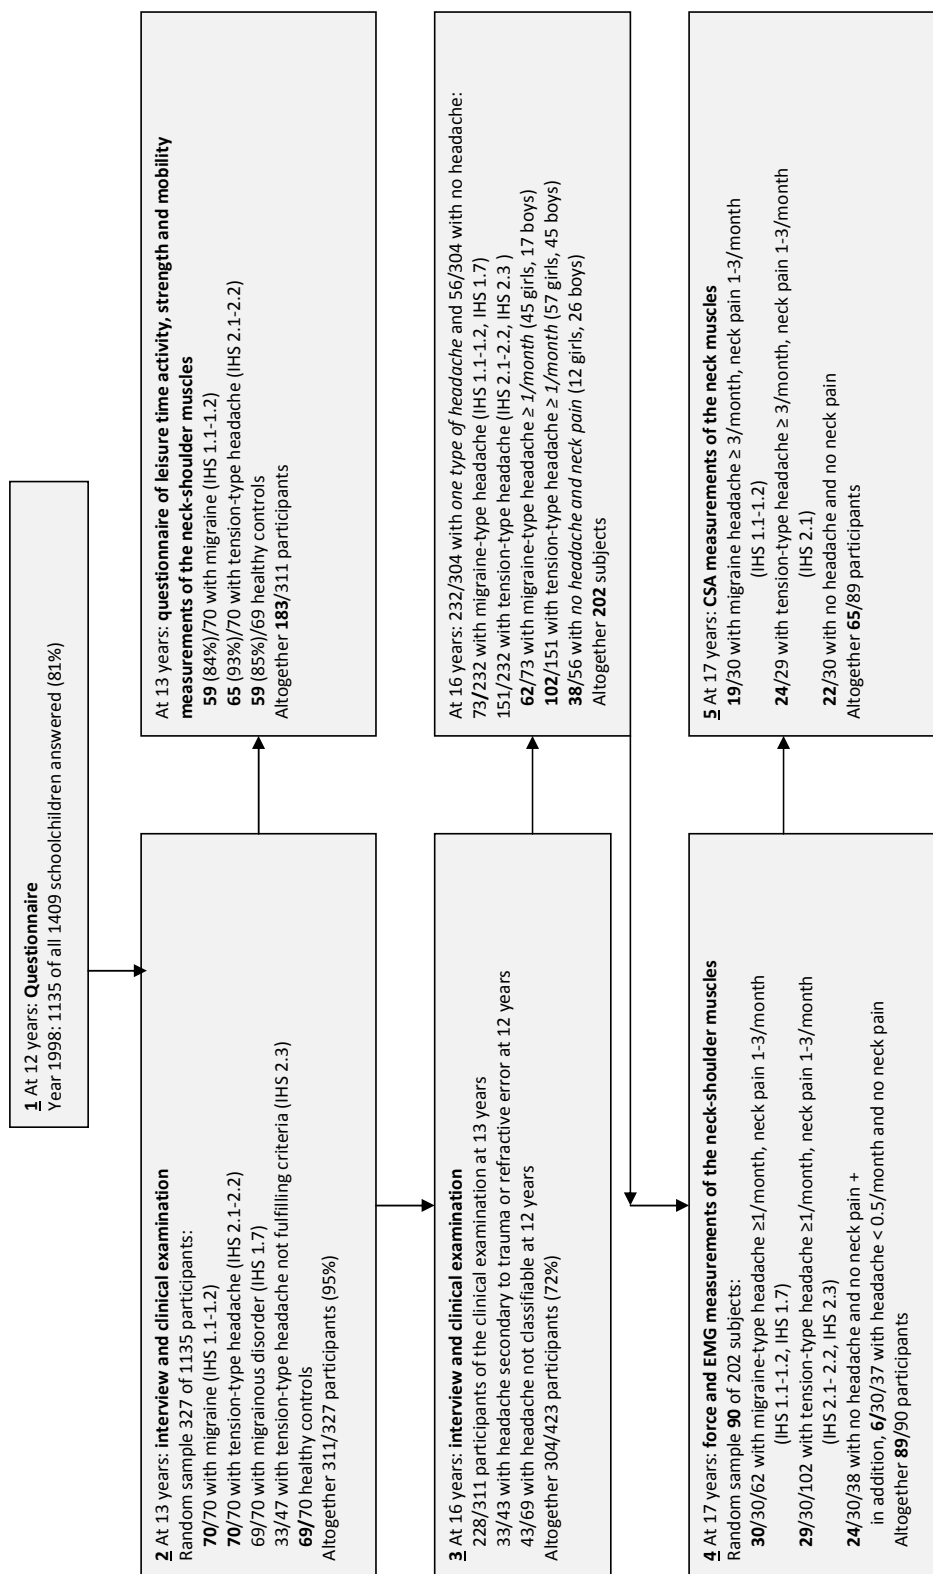 1 At 12 years: Questionnaire
Year 1998: 1135 of all 1409 schoolchildren answered (81%)
2 At 13 years: interview and clinical examination
Random sample 327 of 1135 participants:
70/70 with migraine (IHS 1.1-1.2)
70/70 with tension-type headache (IHS 2.1-2.2)
69/70 with migrainous disorder (IHS 1.7)
33/47 with tension-type headache not fulfilling criteria (IHS 2.3)
69/70 healthy controls
Altogether 311/327 participants (95%)
At 13 years: questionnaire of leisure time activity, strength and mobility
measurements of the neck-shoulder muscles
59 (84%)/70 with migraine (IHS 1.1-1.2)
65 (93%)/70 with tension-type headache (IHS 2.1-2.2)
59 (85%)/69 healthy controls
Altogether 183/311 participants
3 At 16 years: interview and clinical examination
228/311 participants of the clinical examination at 13 years
33/43 with headache secondary to trauma or refractive error at 12 years
43/69 with headache not classifiable at 12 years
Altogether 304/423 participants (72%)
At 16 years: 232/304 with one type of headache and 56/304 with no headache:
73/232 with migraine-type headache (IHS 1.1-1.2, IHS 1.7)
151/232 with tension-type headache (IHS 2.1-2.2, IHS 2.3 )
62/73 with migraine-type headache ≥ 1/month (45 girls, 17 boys)
102/151 with tension-type headache ≥ 1/month (57 girls, 45 boys)
38/56 with no headache and neck pain (12 girls, 26 boys)
Altogether 202 subjects
4 At 17 years: force and EMG measurements of the neck-shoulder muscles
Random sample 90 of 202 subjects:
30/30/62 with migraine-type headache ≥1/month, neck pain 1-3/month
(IHS 1.1-1.2, IHS 1.7)
29/30/102 with tension-type headache ≥1/month, neck pain 1-3/month
(IHS 2.1- 2.2, IHS 2.3)
24/30/38 with no headache and no neck pain +
in addition, 6/30/37 with headache < 0.5/month and no neck pain
Altogether 89/90 participants
5 At 17 years: CSA measurements of the neck muscles
19/30 with migraine headache ≥ 3/month, neck pain 1-3/month
(IHS 1.1-1.2)
24/29 with tension-type headache ≥ 3/month, neck pain 1-3/month
(IHS 2.1)
22/30 with no headache and no neck pain
Altogether 65/89 participants